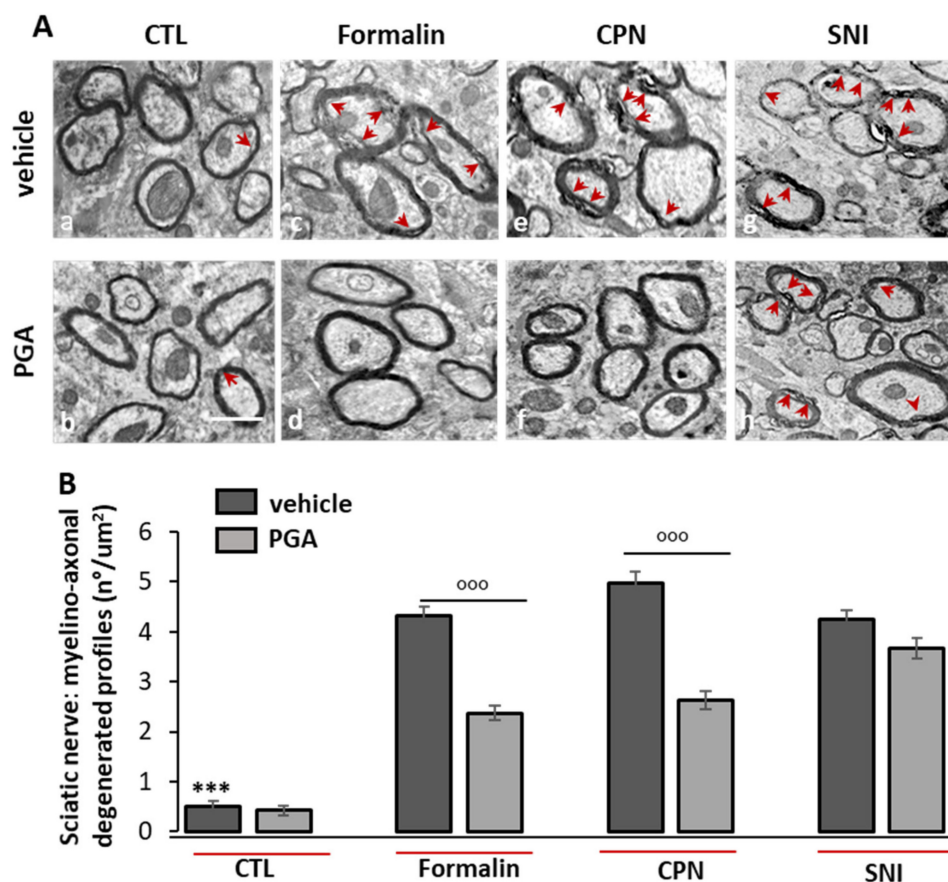 A
CTL Formalin CPN SNI
vehicle
a c e g
PGA
b d f h
B
vehicle
PGA
Sciatic nerve: myelino-axonal
degenerated profiles (n°/um²)
6
5
4
3
2
1
0
***
ooo
ooo
CTL Formalin CPN SNI